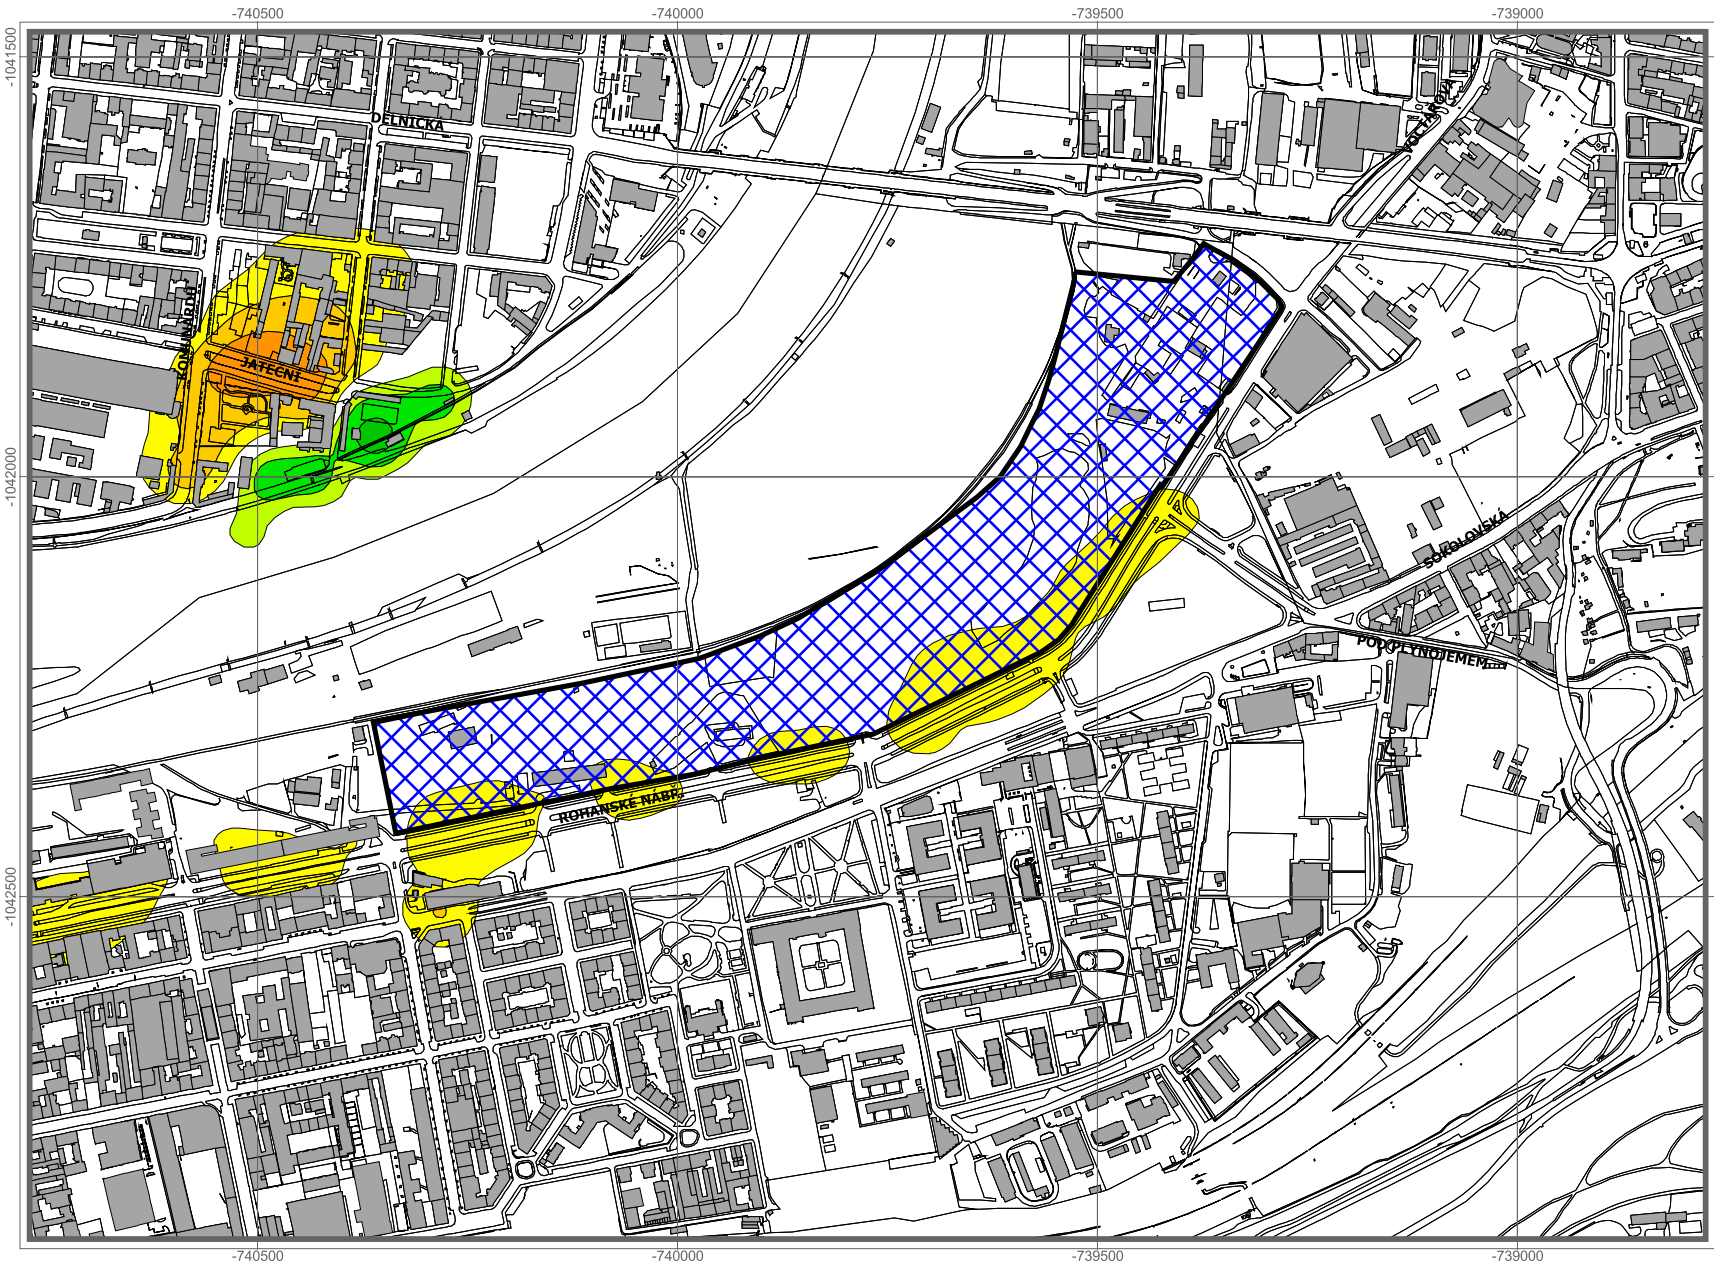 -740500 -740000 -739500 -739000
-1041500
DĚLNICKÁ
VOLTAROVA
KOMUNARDŮ
JATEČNÍ
-1042000
SOKOLOVSKÁ
POD PLYNOJEMEM
ROHANSKÉ NÁBŘ.
-1042500
-740500 -740000 -739500 -739000